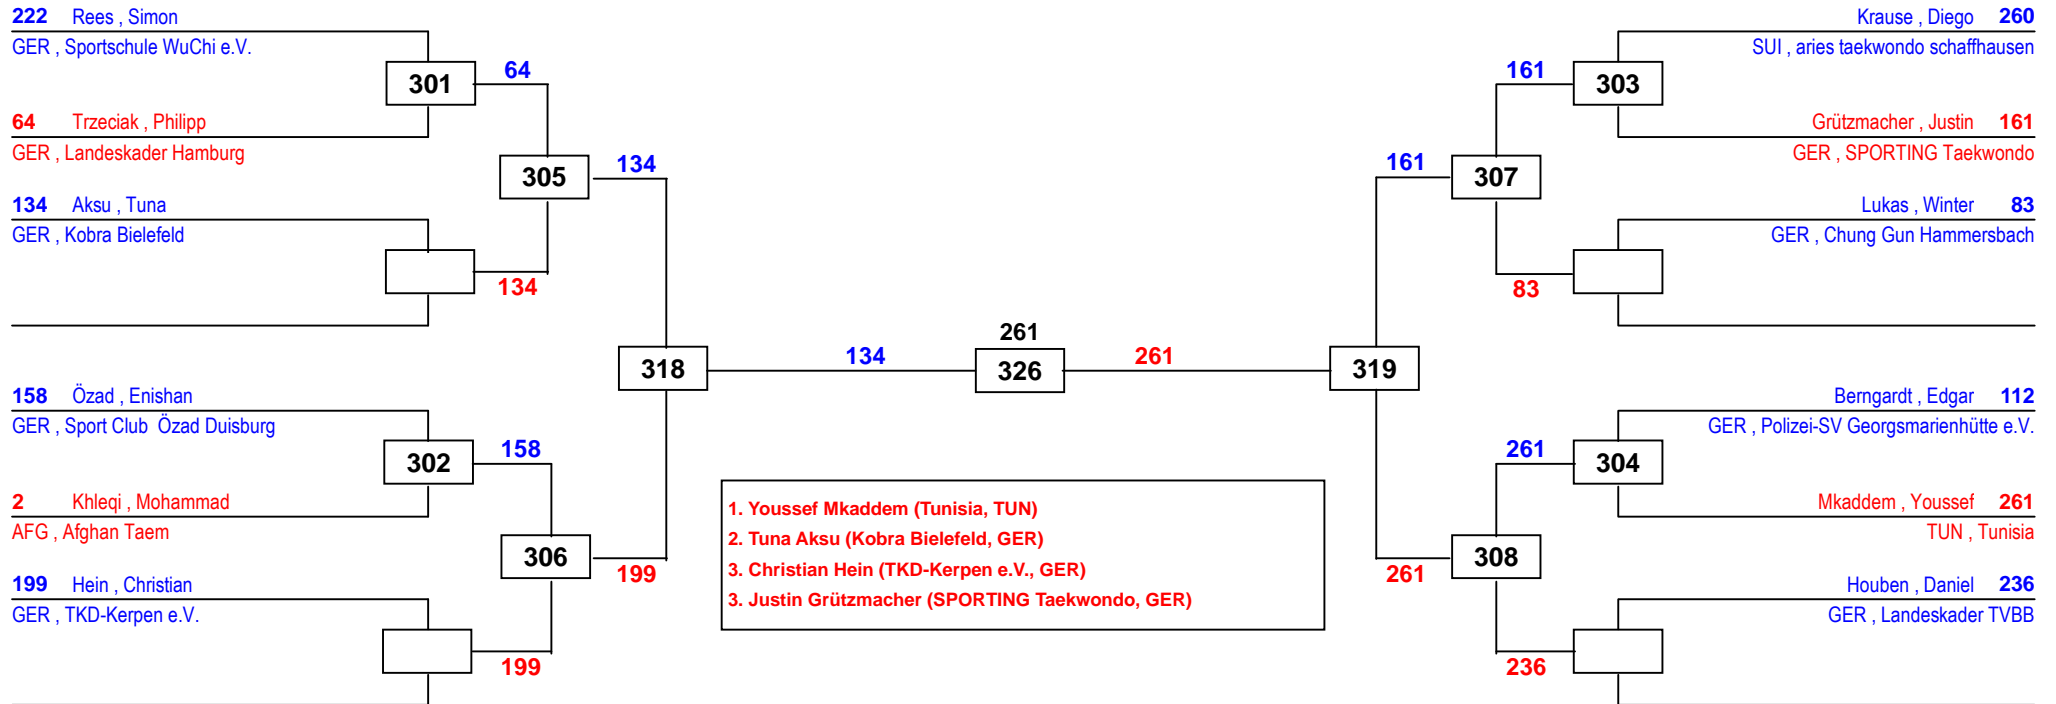 222 Rees , Simon
GER , Sportschule WuChi e.V.
301
64
64 Trzeciak , Philipp
GER , Landeskader Hamburg
305
134
134 Aksu , Tuna
GER , Kobra Bielefeld
134
318
134
158 Özad , Enishan
GER , Sport Club Özad Duisburg
302
158
2 Khleqi , Mohammad
AFG , Afghan Taem
306
199
199 Hein , Christian
GER , TKD-Kerpen e.V.
199
261
326
261
1. Youssef Mkaddem (Tunisia, TUN)
2. Tuna Aksu (Kobra Bielefeld, GER)
3. Christian Hein (TKD-Kerpen e.V., GER)
3. Justin Grützmacher (SPORTING Taekwondo, GER)
Krause , Diego 260
SUI , aries taekwondo schaffhausen
161
303
Grützmacher , Justin 161
GER , SPORTING Taekwondo
161
307
Lukas , Winter 83
GER , Chung Gun Hammersbach
83
319
Berngardt , Edgar 112
GER , Polizei-SV Georgsmarienhütte e.V.
261
304
Mkaddem , Youssef 261
TUN , Tunisia
261
308
Houben , Daniel 236
GER , Landeskader TVBB
236